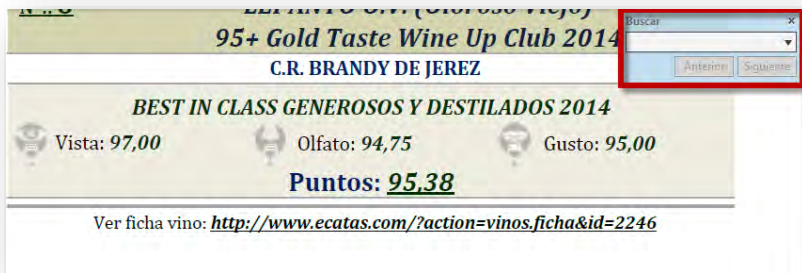 Buscar
95+ Gold Taste Wine Up Club 2014
Anterior Siguiente
C.R. BRANDY DE JEREZ
BEST IN CLASS GENEROSOS Y DESTILADOS 2014
Vista: 97,00 Olfato: 94,75 Gusto: 95,00
Puntos: 95,38
Ver ficha vino: http://www.ecatas.com/?action=vinos.ficha&id=2246